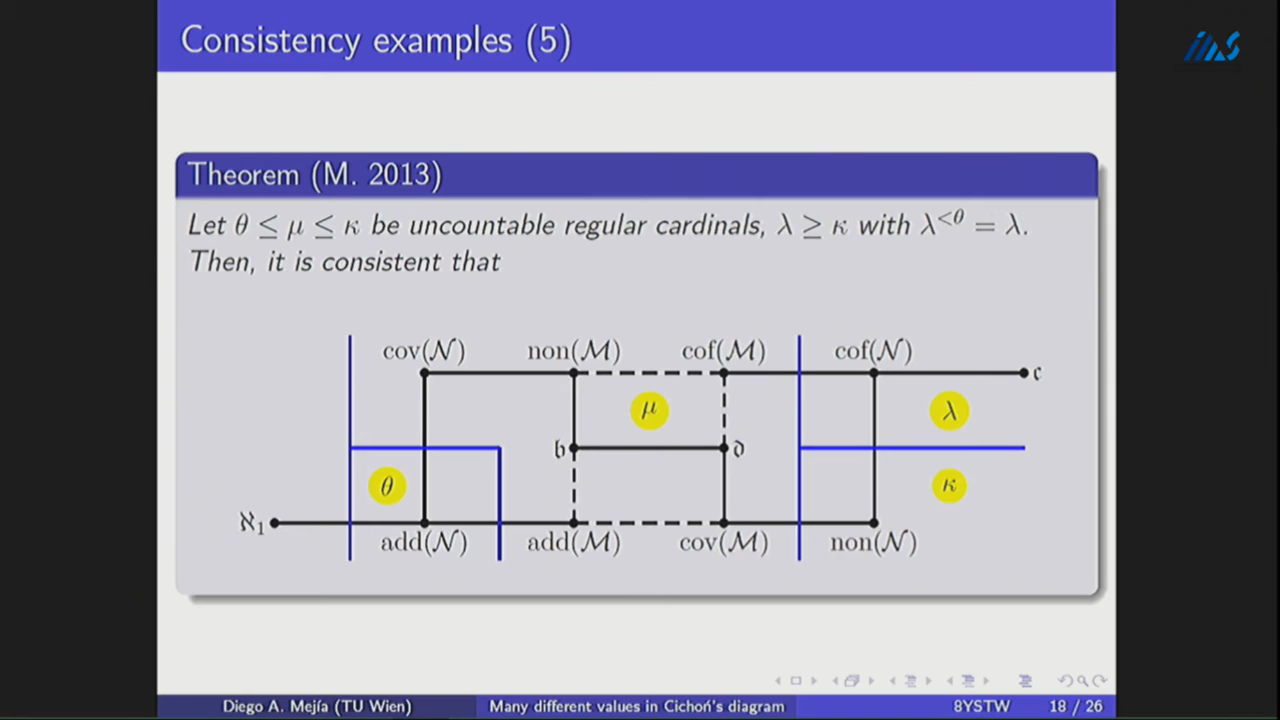 Consistency examples (5)
IMS
Theorem (M. 2013)
Let θ ≤ μ ≤ κ be uncountable regular cardinals, λ ≥ κ with λ^{<θ} = λ.
Then, it is consistent that
cov(𝒩) non(ℳ) cof(ℳ) cof(𝒩)
𝔠
μ λ
𝔟 𝔡
θ κ
ℵ₁
add(𝒩) add(ℳ) cov(ℳ) non(𝒩)
Diego A. Mejía (TU Wien) Many different values in Cichoń's diagram 8YSTW 18 / 26